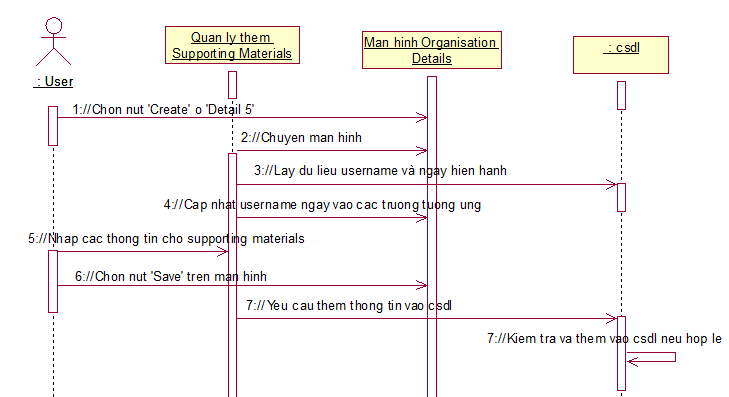 Quan ly them
Supporting Materials
Man hinh Organisation
Details
: csdl
: User
1://Chon nut 'Create' o 'Detail 5'
2://Chuyen man hinh
3://Lay du lieu username và ngay hien hanh
4://Cap nhat username ngay vao cac truong tuong ung
5://Nhap cac thong tin cho supporting materials
6://Chon nut 'Save' tren man hinh
7://Yeu cau them thong tin vao csdl
7://Kiem tra va them vao csdl neu hop le